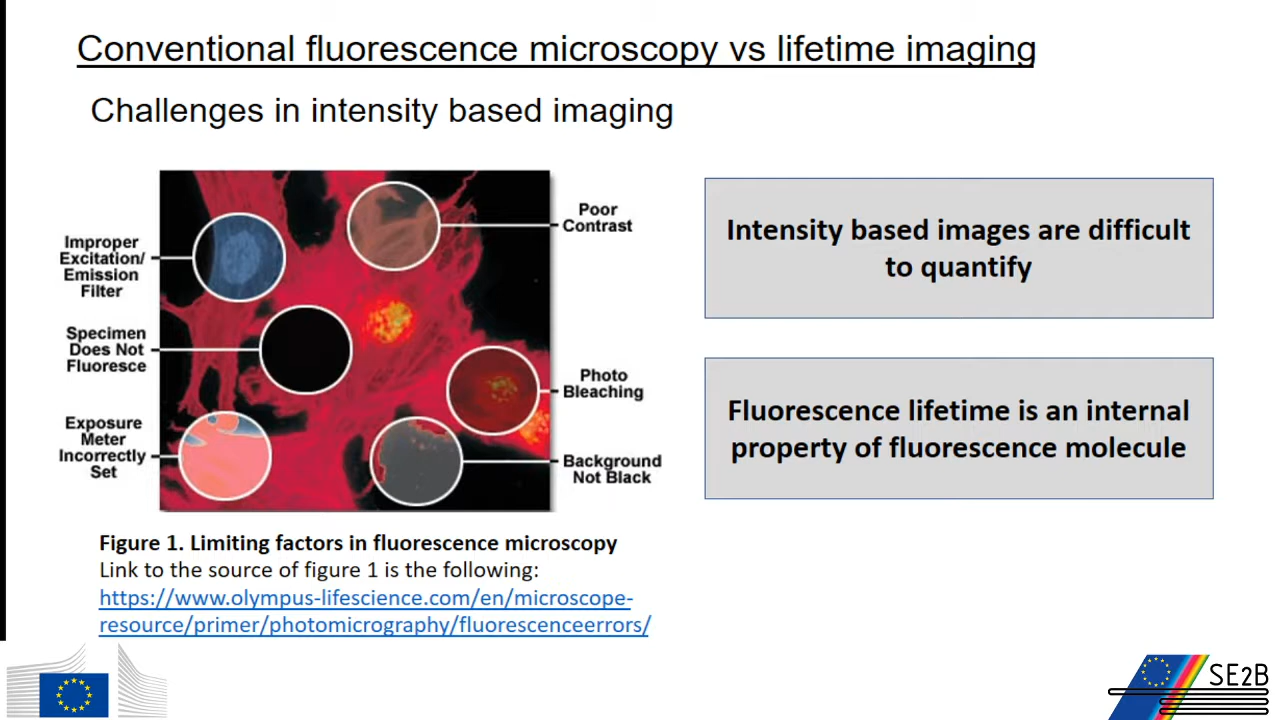 Conventional fluorescence microscopy vs lifetime imaging
Challenges in intensity based imaging
Improper
Excitation/
Emission
Filter
Specimen
Does Not
Fluoresce
Exposure
Meter
Incorrectly
Set
Poor
Contrast
Photo
Bleaching
Background
Not Black
Intensity based images are difficult
to quantify
Fluorescence lifetime is an internal
property of fluorescence molecule
Figure 1. Limiting factors in fluorescence microscopy
Link to the source of figure 1 is the following:
https://www.olympus-lifescience.com/en/microscope-
resource/primer/photomicrography/fluorescenceerrors/
SE2B